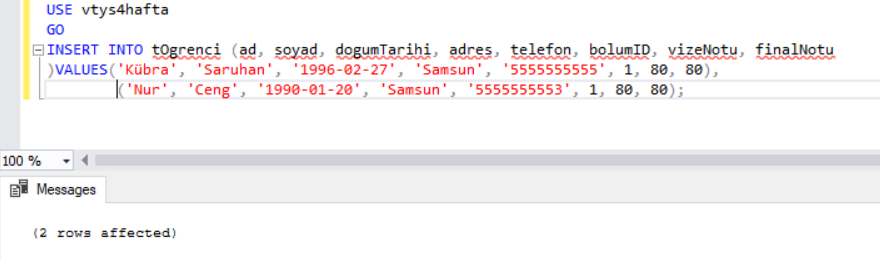 USE vtys4hafta
GO
INSERT INTO tOgrenci (ad, soyad, dogumTarihi, adres, telefon, bolumID, vizeNotu, finalNotu
)VALUES('Kübra', 'Saruhan', '1996-02-27', 'Samsun', '5555555555', 1, 80, 80),
('Nur', 'Ceng', '1990-01-20', 'Samsun', '5555555553', 1, 80, 80);
100 %
Messages
(2 rows affected)